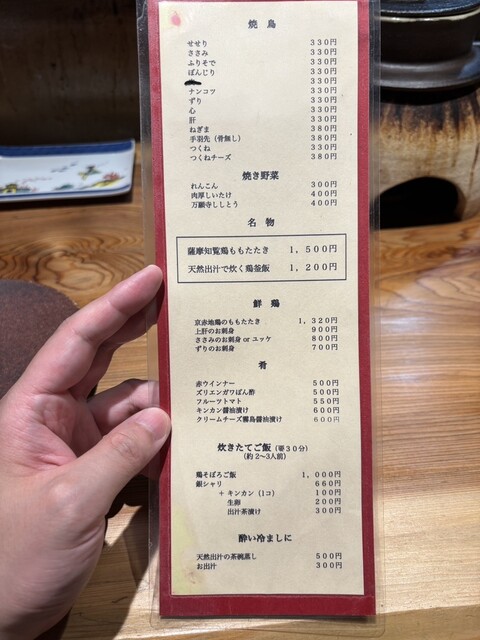 焼 鳥
せせり 330円
ささみ 330円
ふりそで 330円
ぼんじり 330円
330円
ナンコツ 330円
ずり 330円
心 330円
肝 330円
ねぎま 380円
手羽先（骨無し） 380円
つくね 330円
つくねチーズ 380円
焼き野菜
れんこん 300円
肉厚しいたけ 400円
万願寺ししとう 400円
名 物
薩摩知覧鶏ももたたき 1,500円
天然出汁で炊く鶏釜飯 1,200円
鮮 鶏
京赤地鶏のももたたき 1,320円
上肝のお刺身 900円
ささみのお刺身 or ユッケ 800円
ずりのお刺身 700円
肴
赤ウインナー 500円
ズリエンガワぽん酢 500円
フルーツトマト 550円
キンカン醤油漬け 600円
クリームチーズ 醤油漬け 600円
炊きたてご飯（要30分）
（約2～3人前）
鶏そぼろご飯 1,000円
銀シャリ 660円
+ キンカン（1コ） 100円
生卵 200円
出汁茶漬け 300円
酔い冷ましに
天然出汁の茶碗蒸し 500円
お出汁 300円